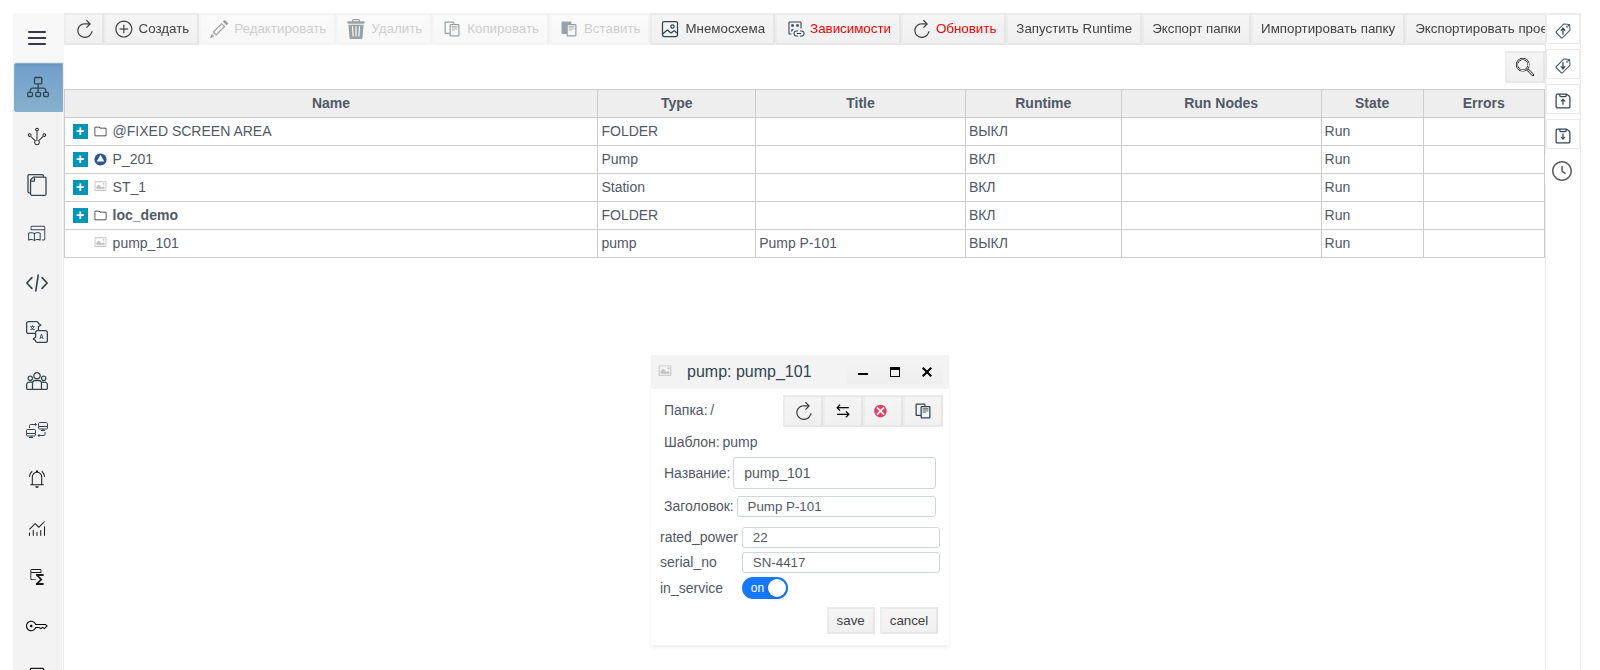 Создать Редактировать Удалить Копировать Вставить Мнемосхема Зависимости Обновить Запустить Runtime Экспорт папки Импортировать папку Экспортировать прое
Name Type Title Runtime Run Nodes State Errors
@FIXED SCREEN AREA FOLDER ВЫКЛ Run
P_201 Pump ВКЛ Run
ST_1 Station ВКЛ Run
loc_demo FOLDER ВКЛ Run
pump_101 pump Pump P-101 ВЫКЛ Run
pump: pump_101
Папка: /
Шаблон: pump
Название: pump_101
Заголовок: Pump P-101
rated_power 22
serial_no SN-4417
in_service on
save cancel